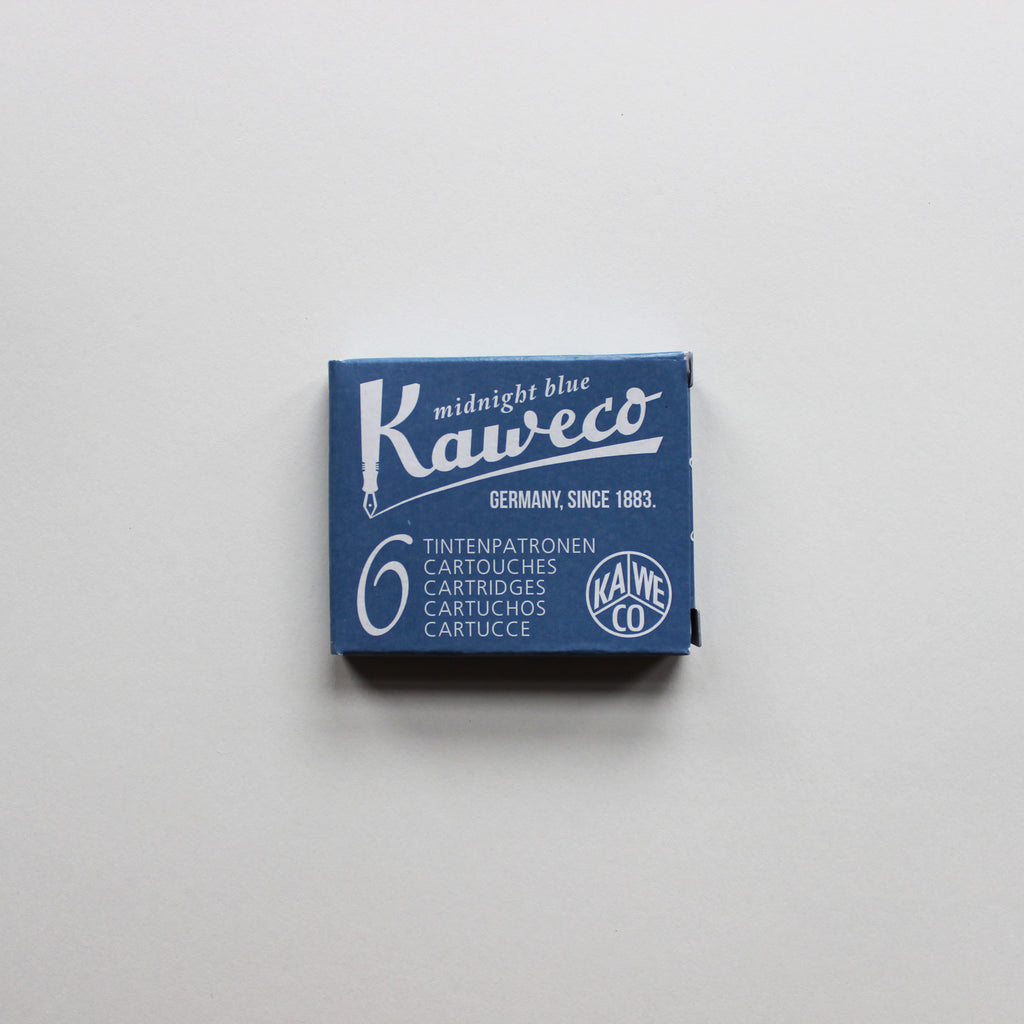 midnight blue
Kaweco
GERMANY, SINCE 1883.
6
TINTENPATRONEN
CARTOUCHES
CARTRIDGES
CARTUCHOS
CARTUCCE
KA WE
CO